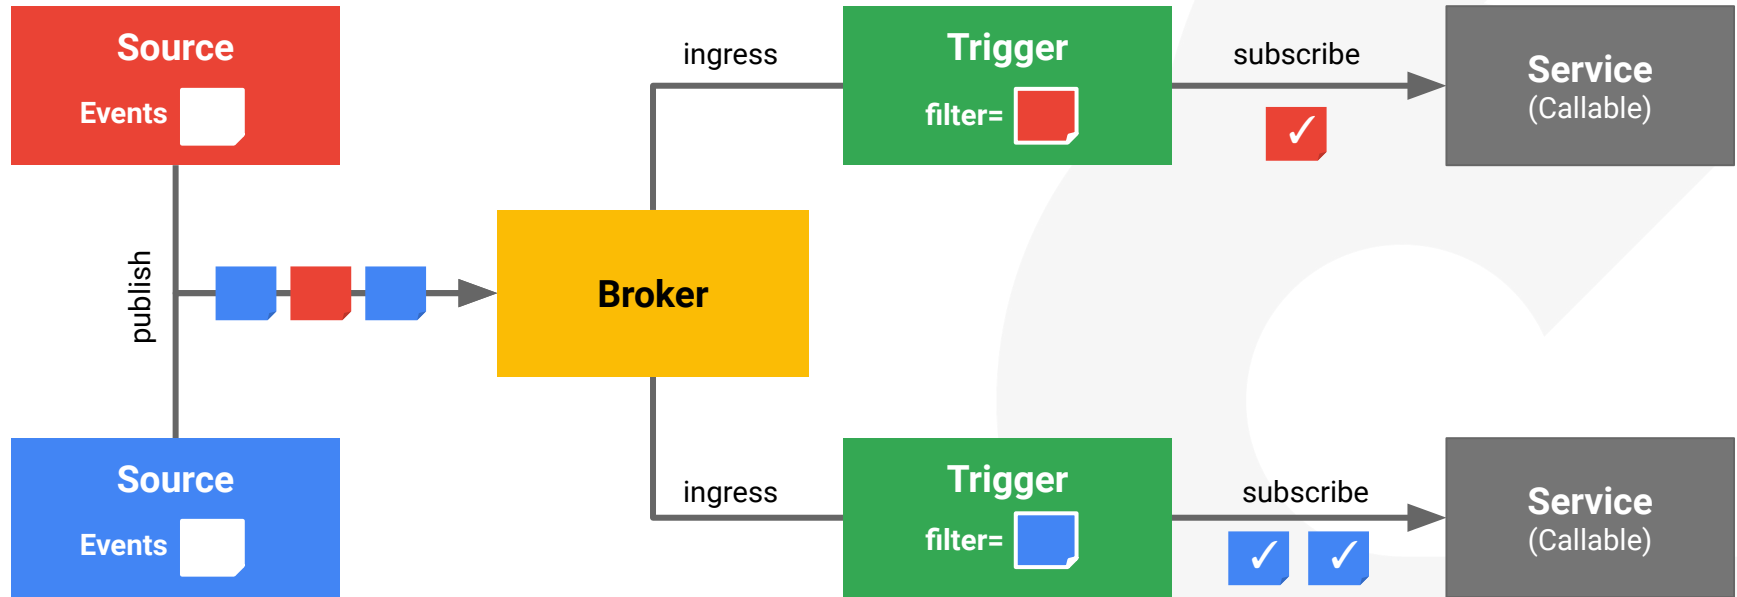 Source
Events
publish
Source
Events
Broker
ingress
Trigger
filter=
subscribe
✓
Service
(Callable)
ingress
Trigger
filter=
subscribe
✓ ✓
Service
(Callable)